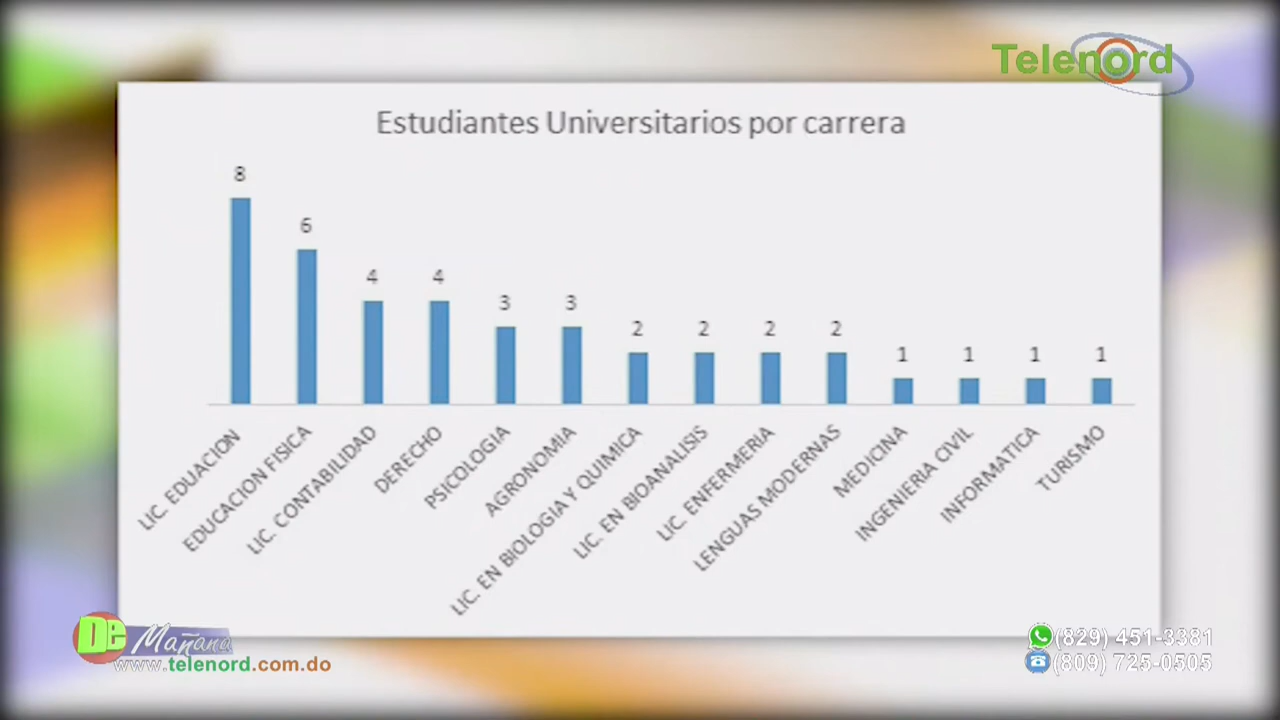 Telenord
Estudiantes Universitarios por carrera
8
6
4
4
3
3
2
2
2
2
1
1
1
1
LIC. EDUACION
EDUCACION FISICA
LIC. CONTABILIDAD
DERECHO
PSICOLOGIA
AGRONOMIA
LIC. EN BIOLOGIA Y QUIMICA
LIC. EN BIOANALISIS
LIC. ENFERMERIA
LENGUAS MODERNAS
MEDICINA
INGENIERIA CIVIL
INFORMATICA
TURISMO
De Mañana
www.telenord.com.do
(829) 451-3381
(809) 725-0505